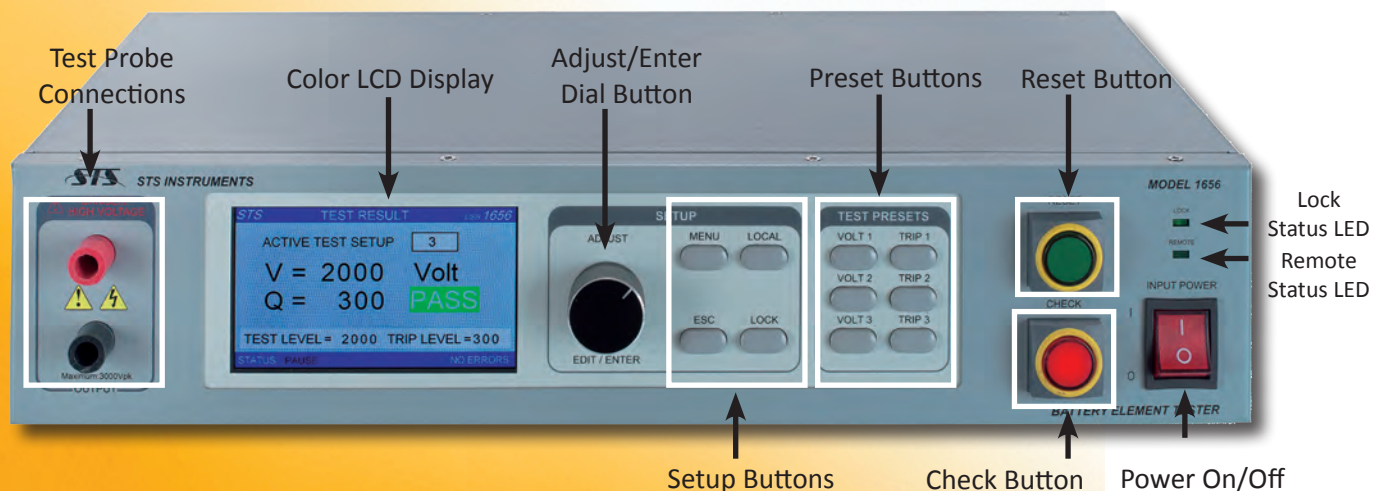 Test Probe
Connections
Color LCD Display
Adjust/Enter
Dial Button
Preset Buttons
Reset Button
STS STS INSTRUMENTS
MODEL 1656
HIGH VOLTAGE
Maximum:3000Vpk
OUTPUT
STS TEST RESULT 1656
ACTIVE TEST SETUP 3
V = 2000 Volt
Q = 300 PASS
TEST LEVEL = 2000 TRIP LEVEL =300
STATUS: PAUSE NO ERRORS
SETUP
ADJUST
EDIT / ENTER
MENU LOCAL
ESC LOCK
TEST PRESETS
VOLT 1 TRIP 1
VOLT 2 TRIP 2
VOLT 3 TRIP 3
RESET
CHECK
LOCK
REMOTE
INPUT POWER
I
I
O
O
BATTERY ELEMENT TESTER
Lock
Status LED
Remote
Status LED
Setup Buttons
Check Button
Power On/Off